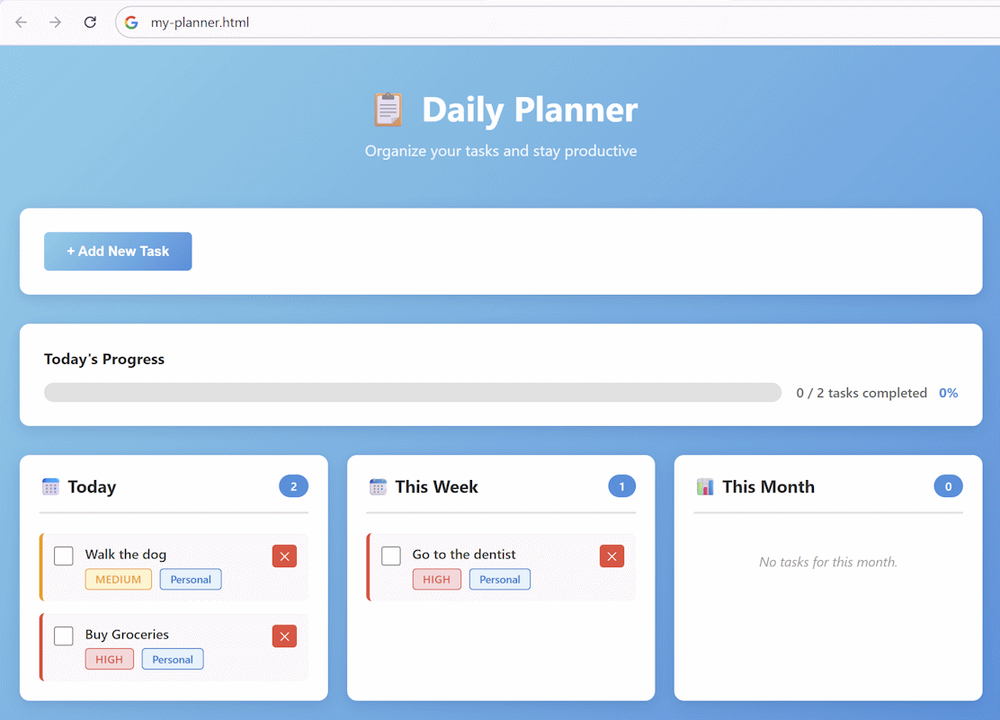 my-planner.html
Daily Planner
Organize your tasks and stay productive
+ Add New Task
Today's Progress
0 / 2 tasks completed 0%
Today 2
Walk the dog
MEDIUM Personal
Buy Groceries
HIGH Personal
This Week 1
Go to the dentist
HIGH Personal
This Month 0
No tasks for this month.